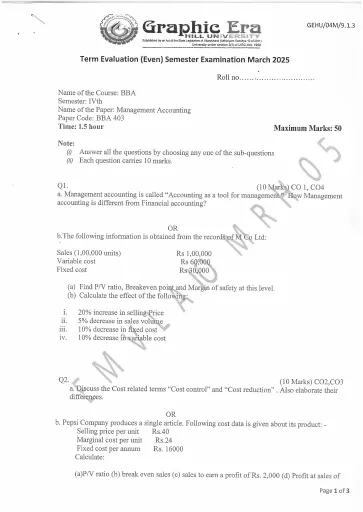 GEHU/04M/9.1.3
Graphic Era
HILL UNIVERSITY
Term Evaluation (Even) Semester Examination March 2025
Roll no..............................
Name of the Course: BBA
Semester: IVth
Name of the Paper: Management Accounting
Paper Code: BBA 403
Time: 1.5 hour Maximum Marks: 50
Note:
(i) Answer all the questions by choosing any one of the sub-questions
(ii) Each question carries 10 marks.
Q1. (10 Marks) CO 1, CO4
a. Management accounting is called “Accounting as a tool for management.” How Management
accounting is different from Financial accounting?
OR
b.The following information is obtained from the records of M Co Ltd:
Sales (1,00,000 units) Rs 1,00,000
Variable cost Rs 60,000
Fixed cost Rs 30,000
(a) Find P/V ratio, Breakeven point and Margin of safety at this level.
(b) Calculate the effect of the following:
i. 20% increase in selling Price
ii. 5% decrease in sales volume
iii. 10% decrease in fixed cost
iv. 10% decrease in variable cost
Q2. (10 Marks) CO2,CO3
a. Discuss the Cost related terms “Cost control” and “Cost reduction” . Also elaborate their
differences.
OR
b. Pepsi Company produces a single article. Following cost data is given about its product: -
Selling price per unit Rs.40
Marginal cost per unit Rs.24
Fixed cost per annum Rs. 16000
Calculate:
(a)P/V ratio (b) break even sales (c) sales to earn a profit of Rs. 2,000 (d) Profit at sales of
Page 1 of 3